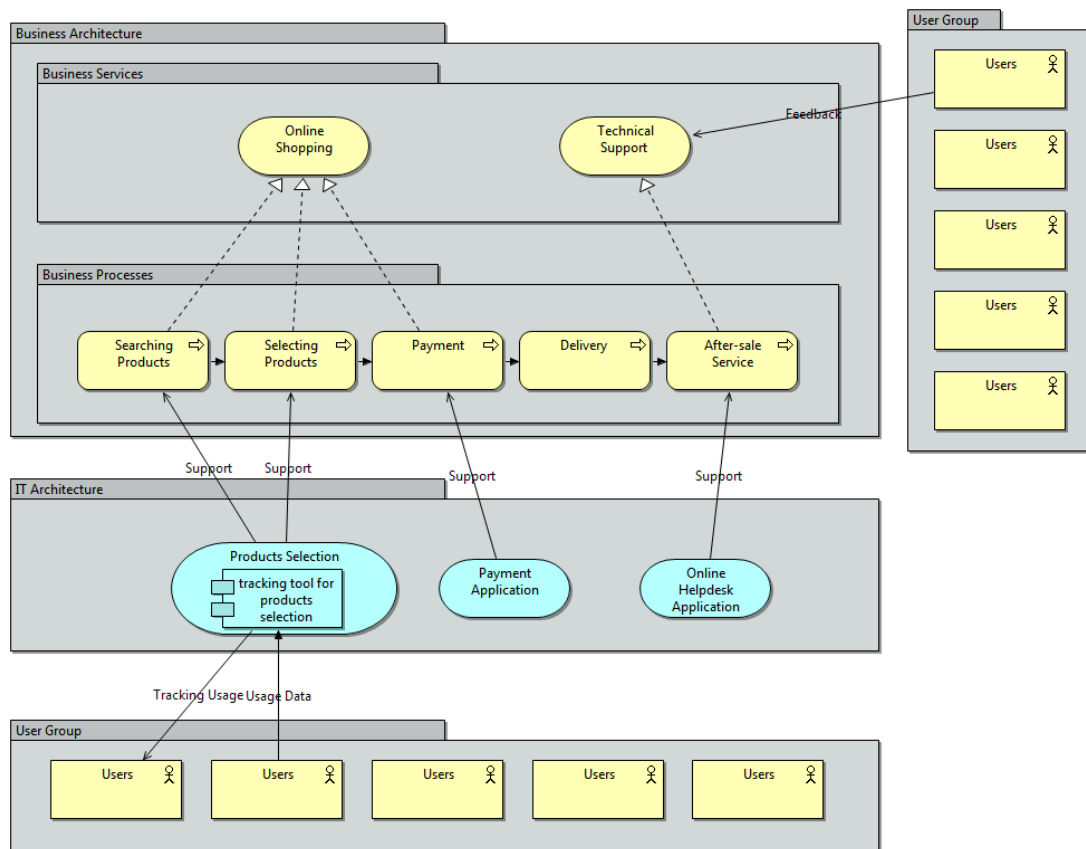 Business Architecture
Business Services
Online
Shopping
Technical
Support
Feedback
Business Processes
Searching
Products
Selecting
Products
Payment
Delivery
After-sale
Service
User Group
Users
Users
Users
Users
Users
Support
Support
Support
Support
IT Architecture
Products Selection
tracking tool for
products
selection
Payment
Application
Online
Helpdesk
Application
Tracking Usage
Usage Data
User Group
Users
Users
Users
Users
Users